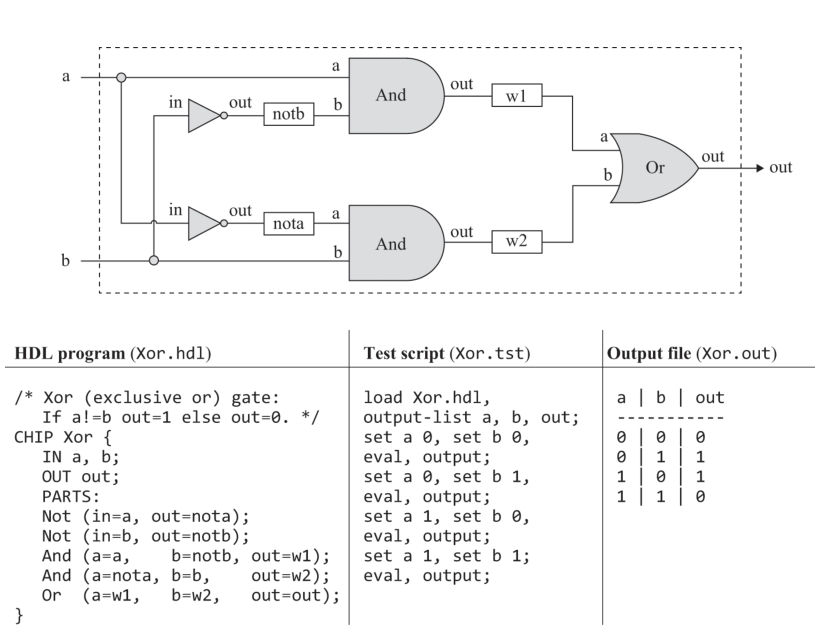 a
a
And
out
w1
in
out
notb
b
a
Or
out
out
b
in
out
nota
a
And
out
w2
b
b
HDL program (Xor.hdl)
/* Xor (exclusive or) gate:
If a!=b out=1 else out=0. */
CHIP Xor {
IN a, b;
OUT out;
PARTS:
Not (in=a, out=nota);
Not (in=b, out=notb);
And (a=a, b=notb, out=w1);
And (a=nota, b=b, out=w2);
Or (a=w1, b=w2, out=out);
}
Test script (Xor.tst)
load Xor.hdl,
output-list a, b, out;
set a 0, set b 0,
eval, output;
set a 0, set b 1,
eval, output;
set a 1, set b 0,
eval, output;
set a 1, set b 1;
eval, output;
Output file (Xor.out)
a | b | out
-----------
0 | 0 | 0
0 | 1 | 1
1 | 0 | 1
1 | 1 | 0